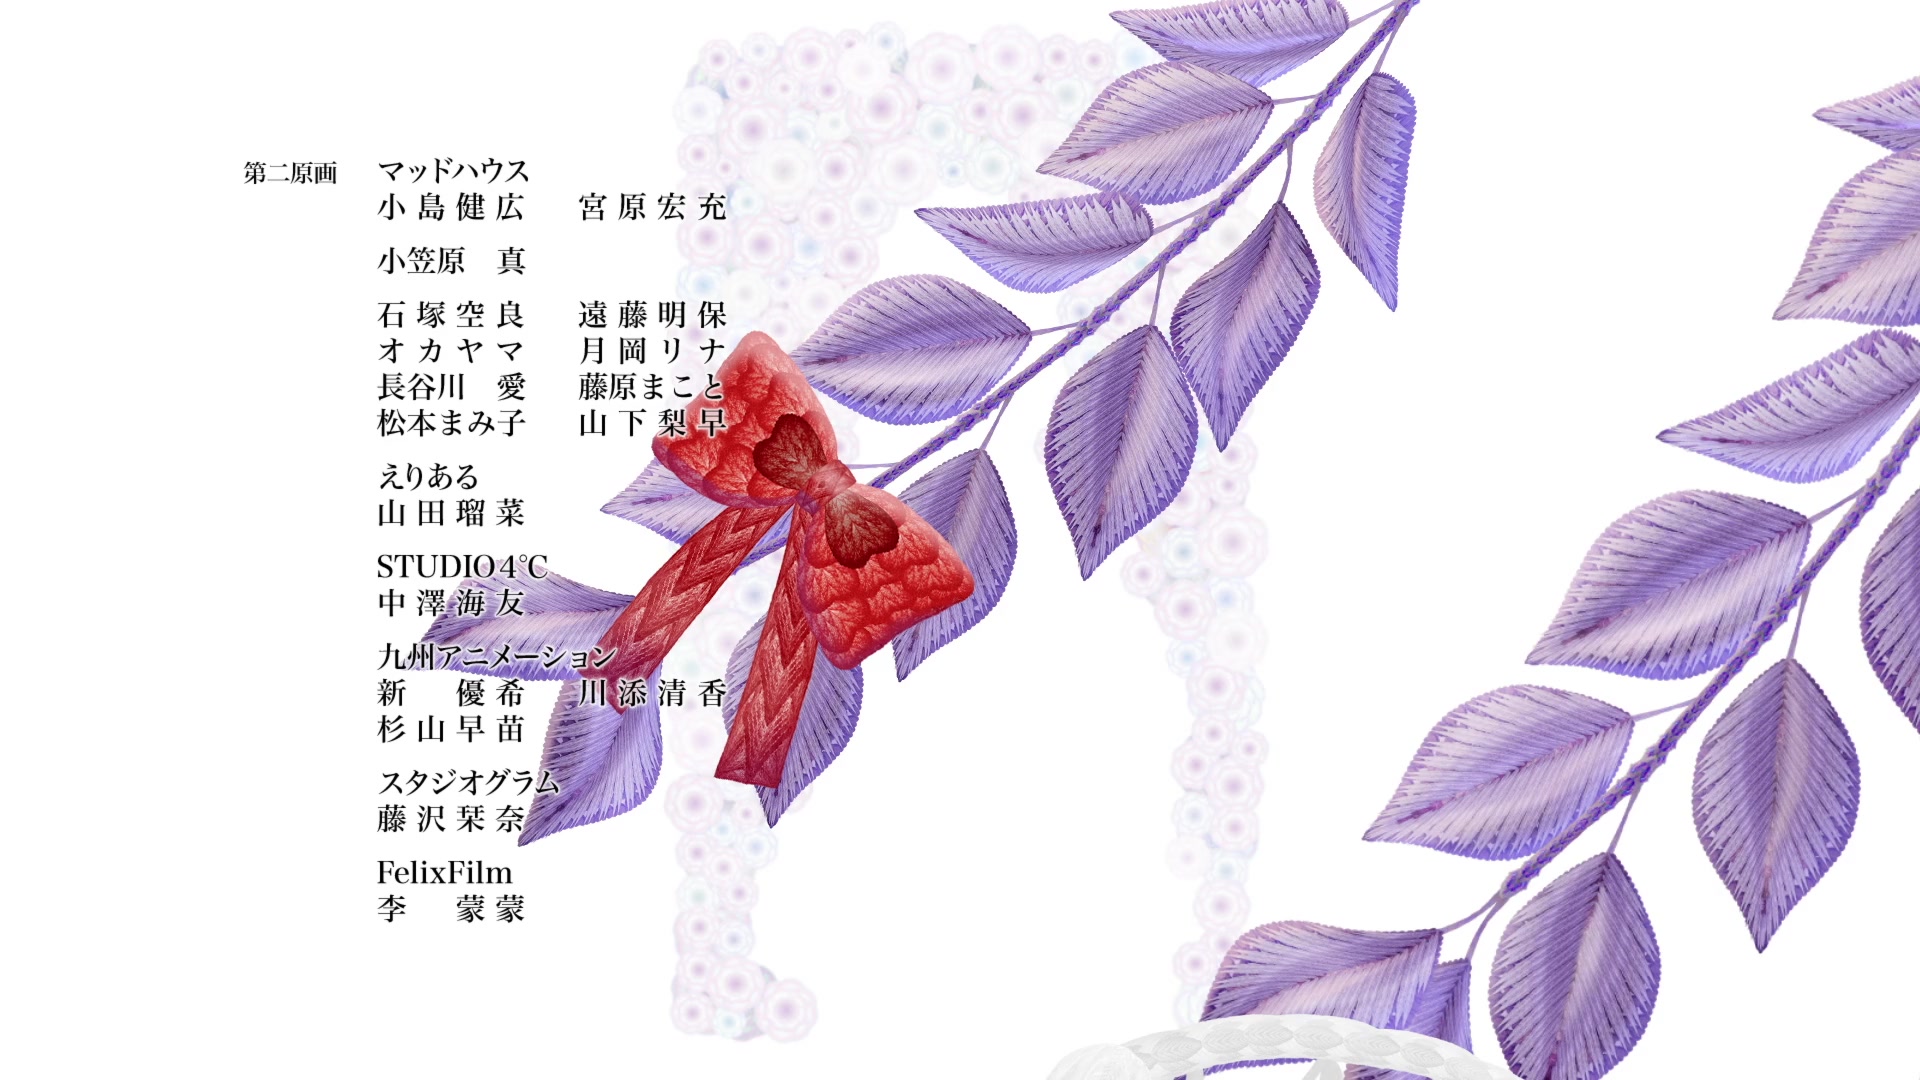 第二原画 マッドハウス
小島健広 宮原宏充
小笠原 真
石塚空良 遠藤明保
オカヤマ 月岡リナ
長谷川 愛 藤原まこと
松本まみ子 山下梨早
えりある
山田瑠菜
STUDIO4℃
中澤海友
九州アニメーション
新 優希 川添清香
杉山早苗
スタジオグラム
藤沢栞奈
FelixFilm
李 蒙蒙